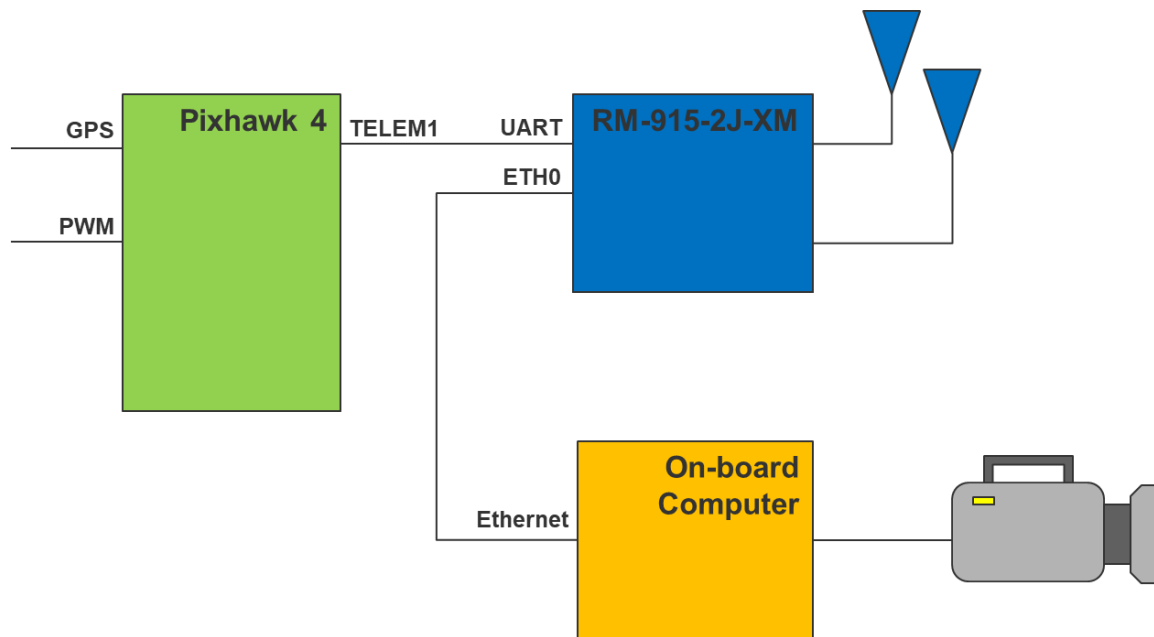 Pixhawk 4
GPS
PWM
TELEM1
UART
ETH0
RM-915-2J-XM
On-board
Computer
Ethernet